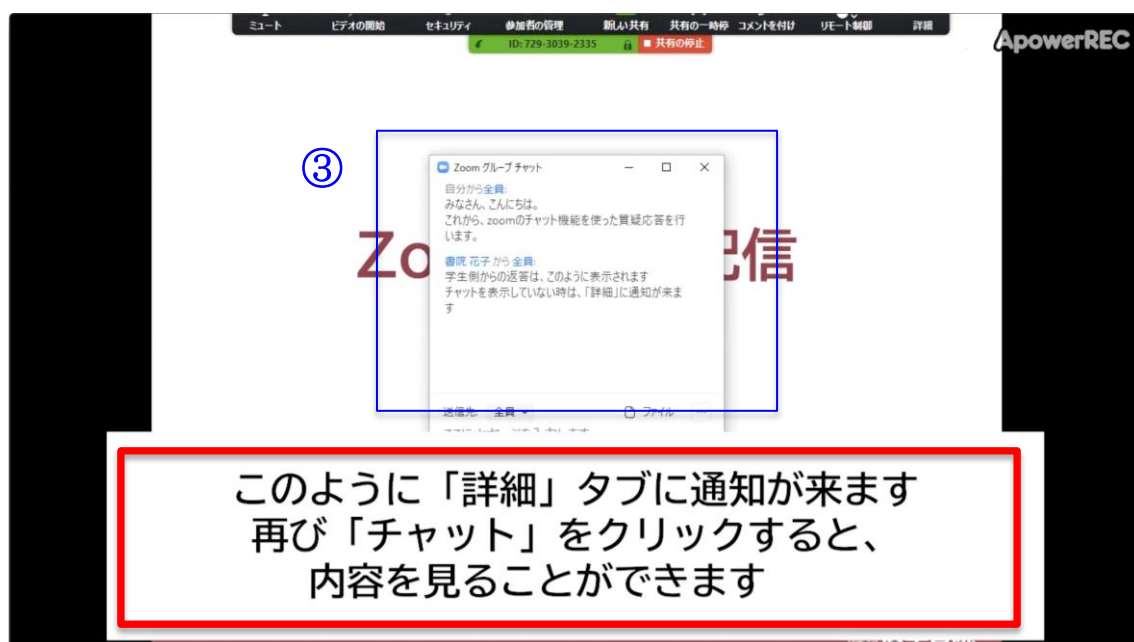 ミュート ビデオの開始 セキュリティ 参加者の管理 新しい共有 共有の一時停 コメントを付け リモート制御 詳細
ID: 729-3039-2335 共有の停止
ApowerREC
③
Zoom グループ チャット
自分から全員:
みなさん、こんにちは。
これから、zoomのチャット機能を使った質疑応答を行
います。
Zo 信
書院 花子 から 全員:
学生側からの返答は、このように表示されます
チャットを表示していない時は、「詳細」に通知が来ま
す
送信先: 全員 ファイル
このように「詳細」タブに通知が来ます
再び「チャット」をクリックすると、
内容を見ることができます